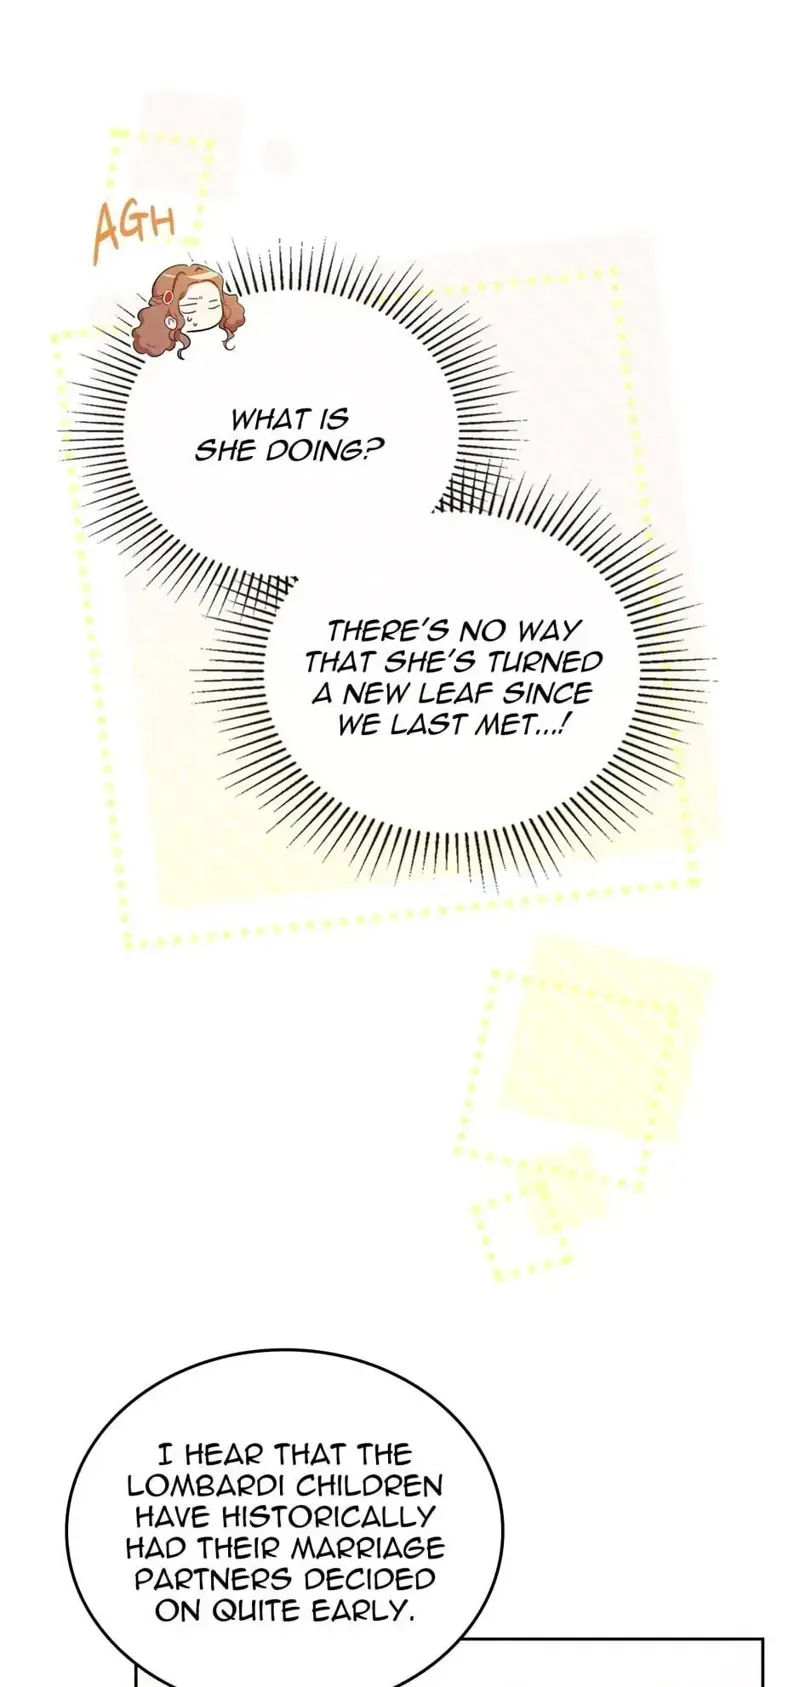 AGH
WHAT IS
SHE DOING?
THERE'S NO WAY
THAT SHE'S TURNED
A NEW LEAF SINCE
WE LAST MET...!
I HEAR THAT THE
LOMBARDI CHILDREN
HAVE HISTORICALLY
HAD THEIR MARRIAGE
PARTNERS DECIDED
ON QUITE EARLY.